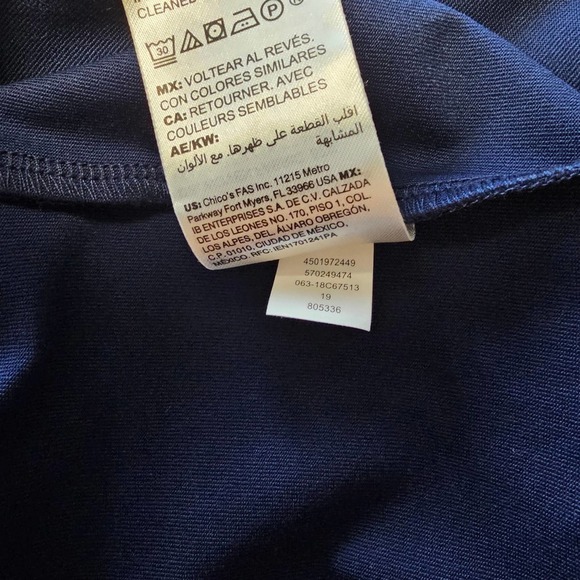 CLEANED
30
MX: VOLTEAR AL REVÉS.
CON COLORES SIMILARES
CA: RETOURNER. AVEC
COULEURS SEMBLABLES
AE/KW:
اقلب القطعة على ظهرها. مع الألوان
المشابهة
US: Chico's FAS Inc. 11215 Metro
Parkway Fort Myers, FL 33966 USA MX:
IB ENTERPRISES S.A. DE C.V. CALZADA
DE LOS LEONES NO. 170, PISO 1, COL.
LOS ALPES, DEL. ÁLVARO OBREGÓN,
C.P. 01010, CIUDAD DE MÉXICO,
MÉXICO. RFC: IEN1701241PA
4501972449
570249474
063-18C67513
19
805336